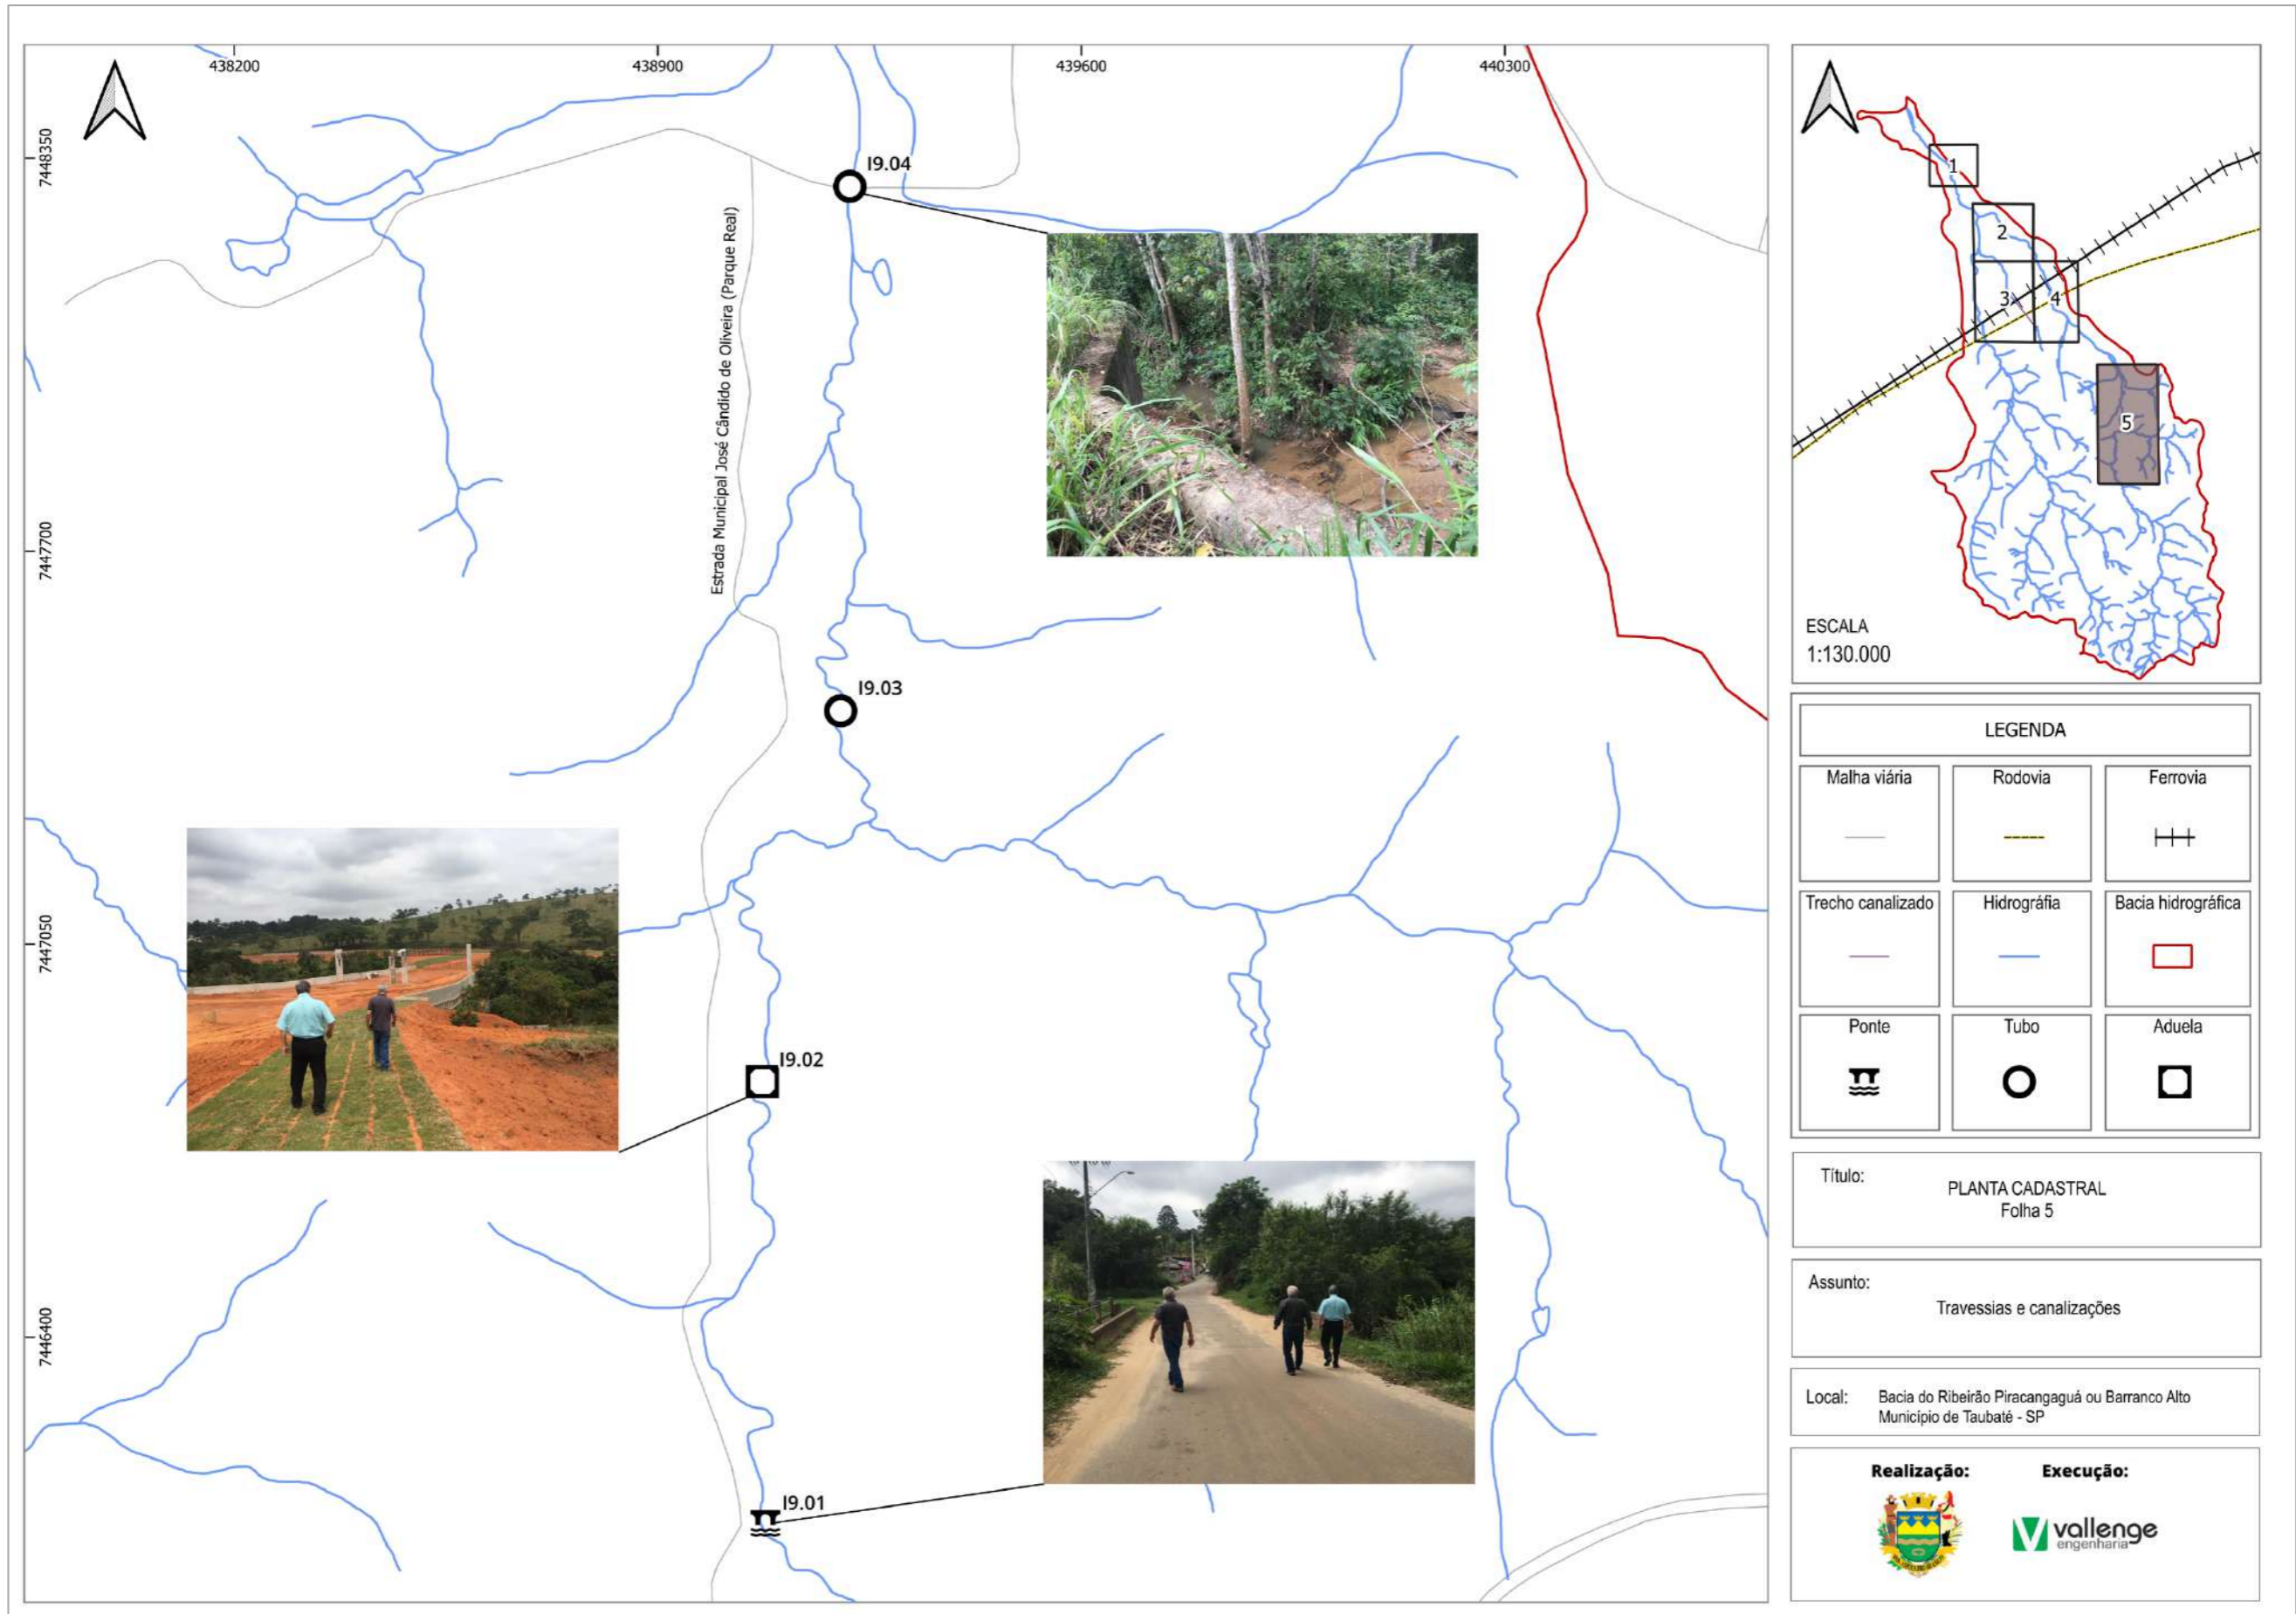 438200
438900
439600
440300
7448350
7447700
7447050
7446400
I9.04
Estrada Municipal José Cândido de Oliveira (Parque Real)
I9.03
I9.02
I9.01
1
2
3
4
5
ESCALA
1:130.000
LEGENDA
Malha viária
Rodovia
Ferrovia
Trecho canalizado
Hidrográfia
Bacia hidrográfica
Ponte
Tubo
Aduela
Título:
PLANTA CADASTRAL
Folha 5
Assunto:
Travessias e canalizações
Local:
Bacia do Ribeirão Piracangaguá ou Barranco Alto
Município de Taubaté - SP
Realização:
Execução:
vallenge
engenharia